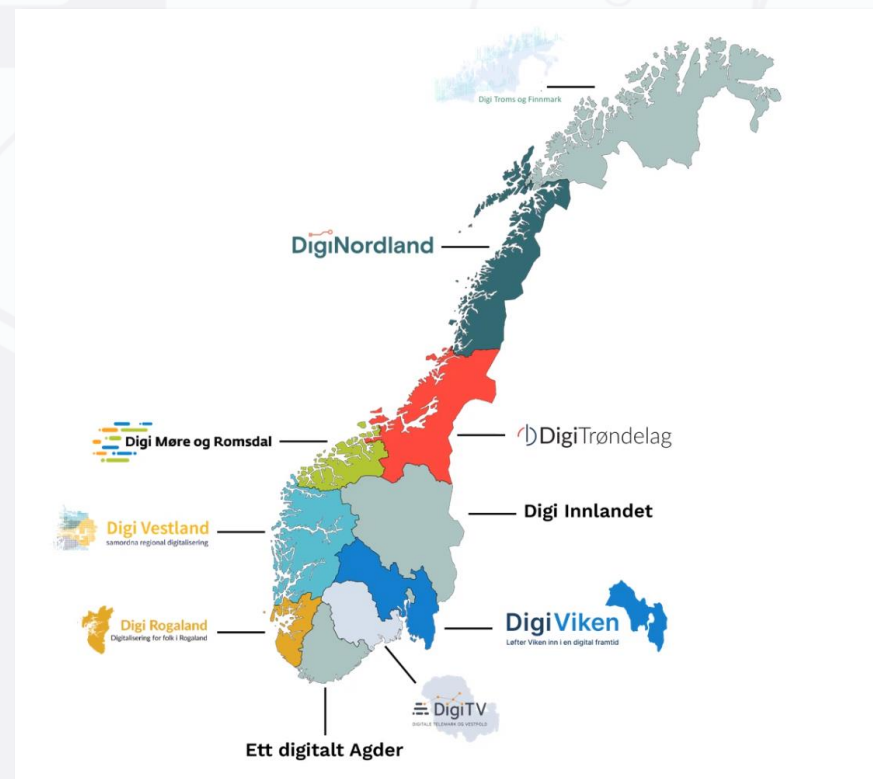 Digi Troms og Finnmark
DigiNordland
Digi Møre og Romsdal
DigiTrøndelag
Digi Innlandet
Digi Vestland
samordna regional digitalisering
Digi Rogaland
Digitalisering for folk i Rogaland
DigiViken
Løfter Viken inn i en digital framtid
DigiTV
DIGITALE TELEMARK OG VESTFOLD
Ett digitalt Agder